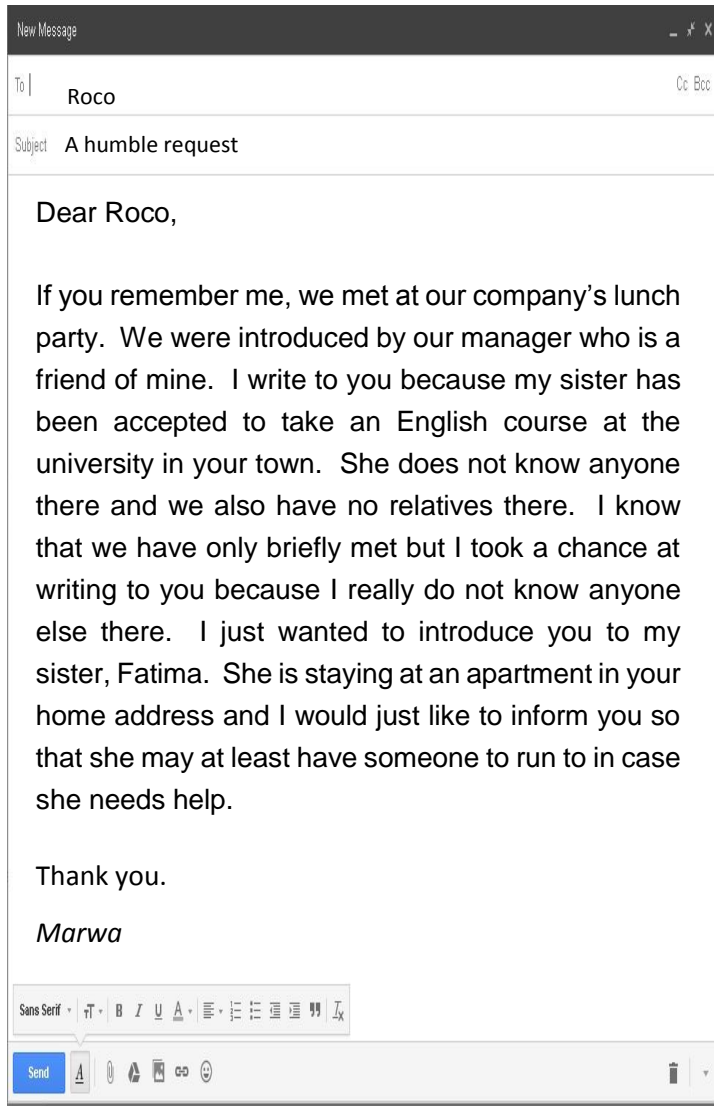 New Message
To
Roco
Cc Bcc
Subject A humble request
Dear Roco,
If you remember me, we met at our company’s lunch
party. We were introduced by our manager who is a
friend of mine. I write to you because my sister has
been accepted to take an English course at the
university in your town. She does not know anyone
there and we also have no relatives there. I know
that we have only briefly met but I took a chance at
writing to you because I really do not know anyone
else there. I just wanted to introduce you to my
sister, Fatima. She is staying at an apartment in your
home address and I would just like to inform you so
that she may at least have someone to run to in case
she needs help.
Thank you.
Marwa
Sans Serif
Send